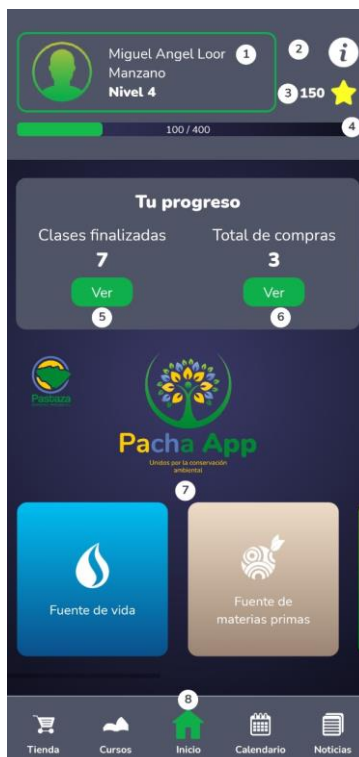 Miguel Angel Loor 1
Manzano
Nivel 4
2 i
3 150
100 / 400 4
Tu progreso
Clases finalizadas
7
Ver
5
Total de compras
3
Ver
6
Pastaza
Pacha App
Unidos por la conservación
ambiental
7
Fuente de vida
Fuente de
materias primas
8
Tienda
Cursos
Inicio
Calendario
Noticias